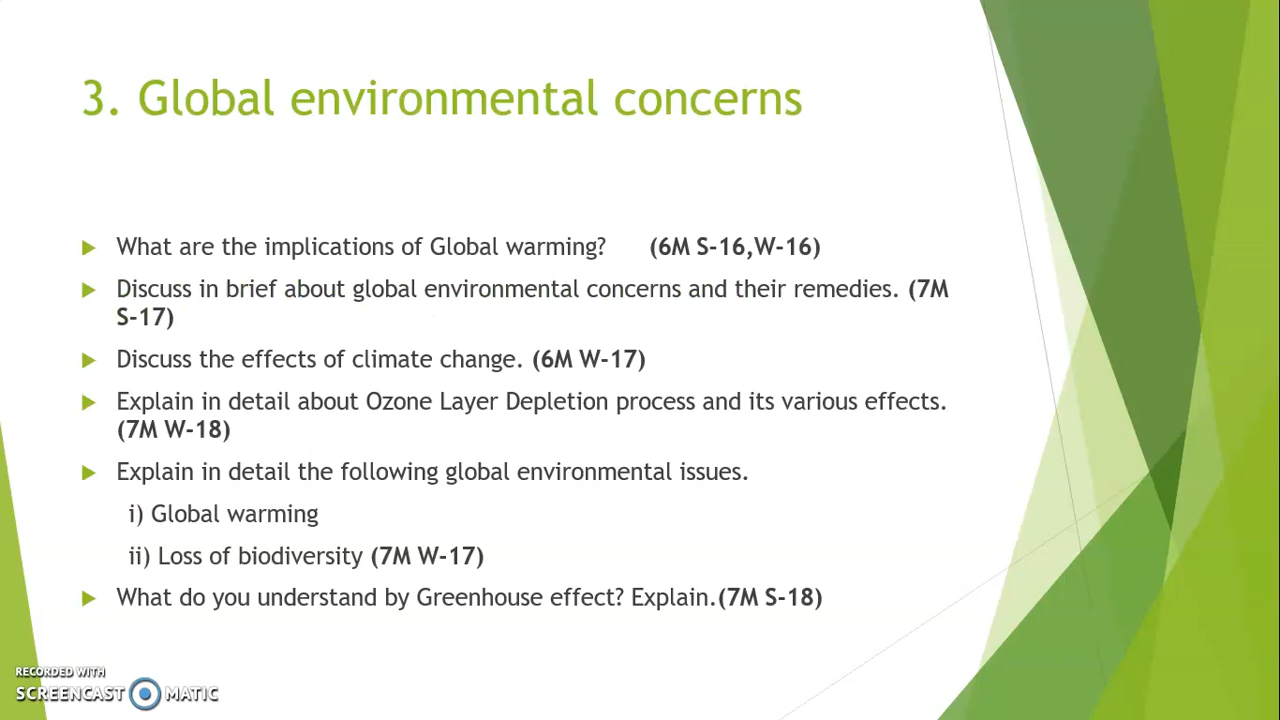 3. Global environmental concerns
What are the implications of Global warming? (6M S-16,W-16)
Discuss in brief about global environmental concerns and their remedies. (7M
S-17)
Discuss the effects of climate change. (6M W-17)
Explain in detail about Ozone Layer Depletion process and its various effects.
(7M W-18)
Explain in detail the following global environmental issues.
i) Global warming
ii) Loss of biodiversity (7M W-17)
What do you understand by Greenhouse effect? Explain.(7M S-18)
RECORDED WITH
SCREENCAST MATIC